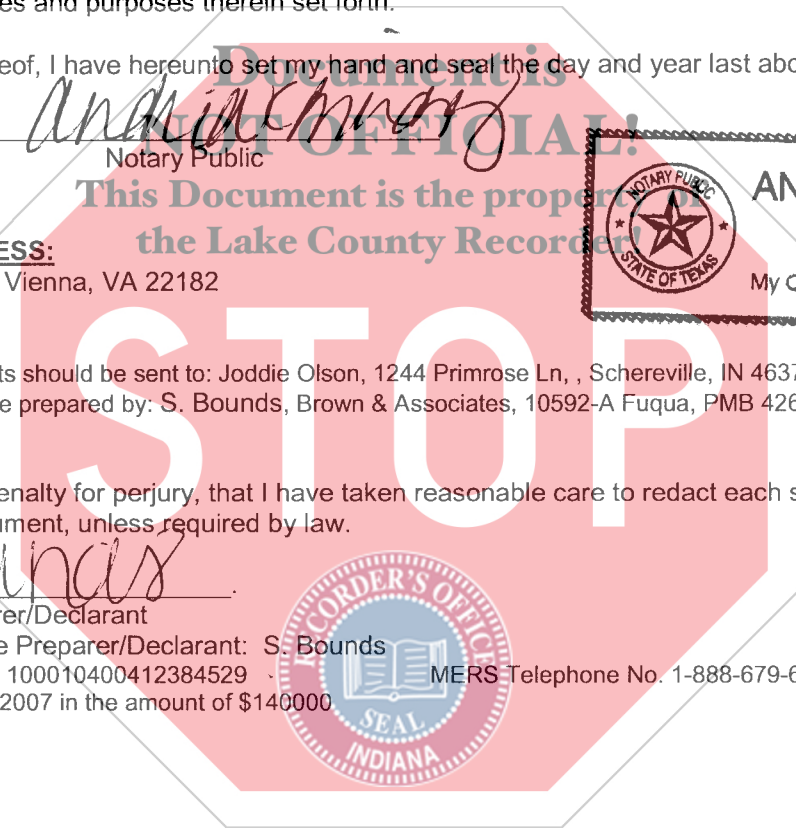 es and purposes therein set forth.
eof, I have hereunto set my hand and seal the day and year last abo
Document is
NOT OFFICIAL!
Notary Public
This Document is the property of
the Lake County Recorder!
NOTARY PUBLIC
STATE OF TEXAS
AN
My C
ESS:
Vienna, VA 22182
STOP
ts should be sent to: Joddie Olson, 1244 Primrose Ln, , Schereville, IN 4637
e prepared by: S. Bounds, Brown & Associates, 10592-A Fuqua, PMB 426
enalty for perjury, that I have taken reasonable care to redact each s
ument, unless required by law.
rer/Declarant
e Preparer/Declarant: S. Bounds
100010400412384529 MERS Telephone No. 1-888-679-6
2007 in the amount of $140000
RECORDER'S OFFICE
SEAL
INDIANA